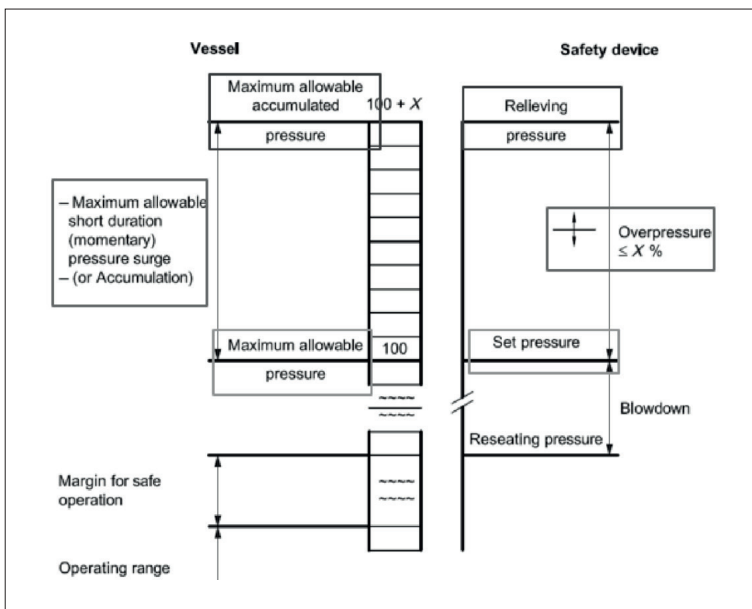 Vessel
Safety device
Maximum allowable
accumulated
100 + X
pressure
Relieving
pressure
– Maximum allowable
short duration
(momentary)
pressure surge
– (or Accumulation)
Overpressure
≤ X %
Maximum allowable
100
pressure
Set pressure
Blowdown
Reseating pressure
Margin for safe
operation
Operating range